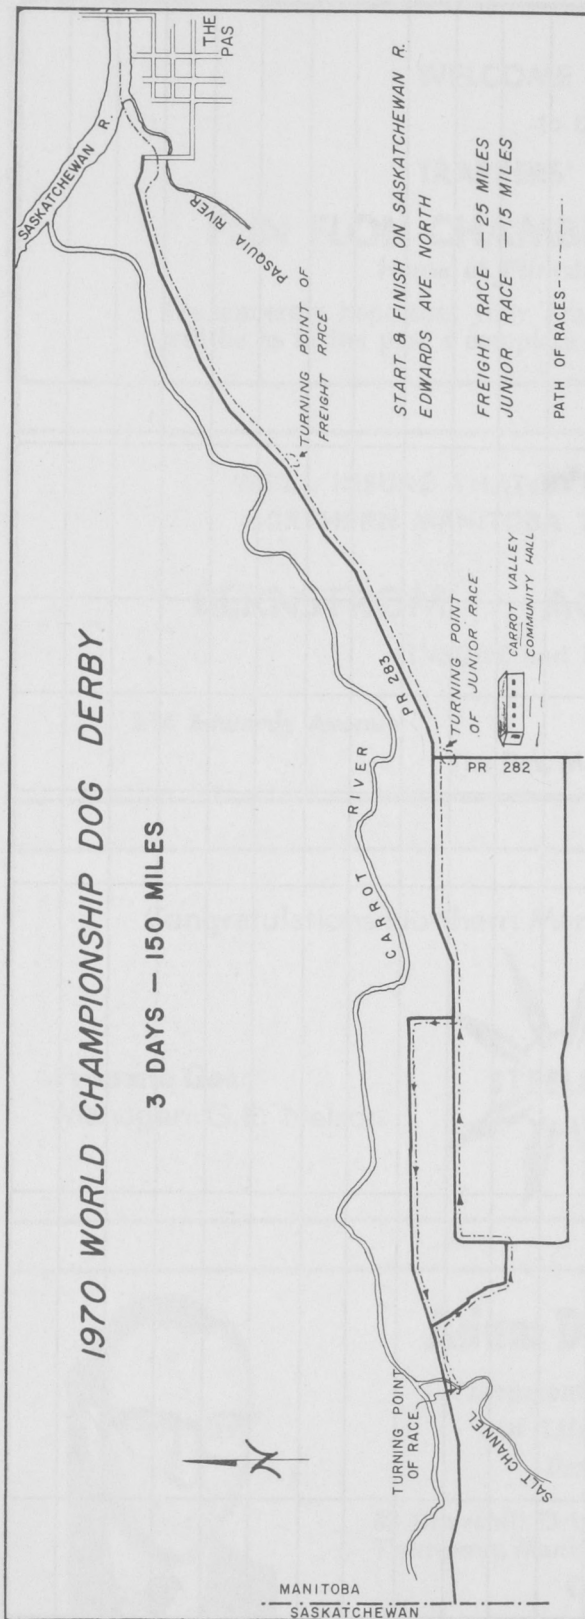 1970 WORLD CHAMPIONSHIP DOG DERBY
3 DAYS — 150 MILES
SASKATCHEWAN R.
THE
PAS
PASQUIA RIVER
TURNING POINT OF
FREIGHT RACE
START & FINISH ON SASKATCHEWAN R.
EDWARDS AVE. NORTH
FREIGHT RACE — 25 MILES
JUNIOR RACE — 15 MILES
PATH OF RACES
CARROT RIVER
PR 283
TURNING POINT
OF JUNIOR RACE
CARROT VALLEY
COMMUNITY HALL
PR 282
TURNING POINT
OF RACE
SALT CHANNEL
N
MANITOBA
SASKATCHEWAN